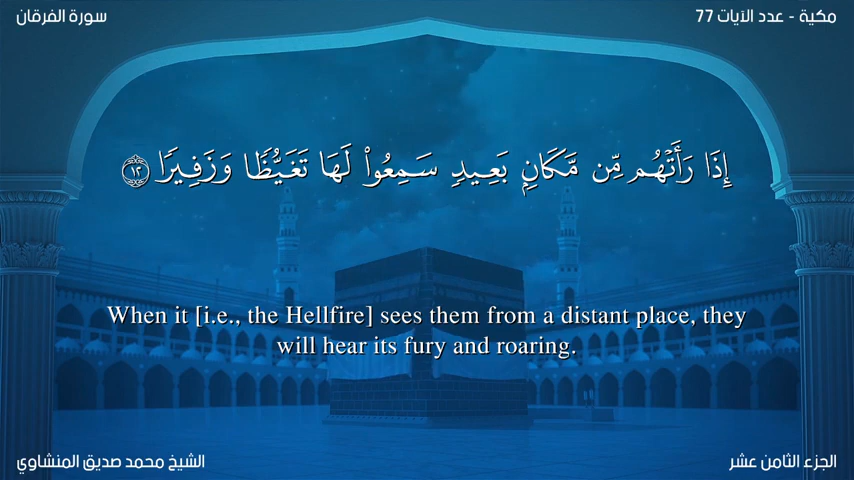 سورة الفرقان
مكية - عدد الآيات 77
إِذَا رَأَتْهُم مِّن مَّكَانٍۭ بَعِيدٍ سَمِعُوا۟ لَهَا تَغَيُّظًا وَزَفِيرًا ١٢
When it [i.e., the Hellfire] sees them from a distant place, they
will hear its fury and roaring.
الشيخ محمد صديق المنشاوي
الجزء الثامن عشر